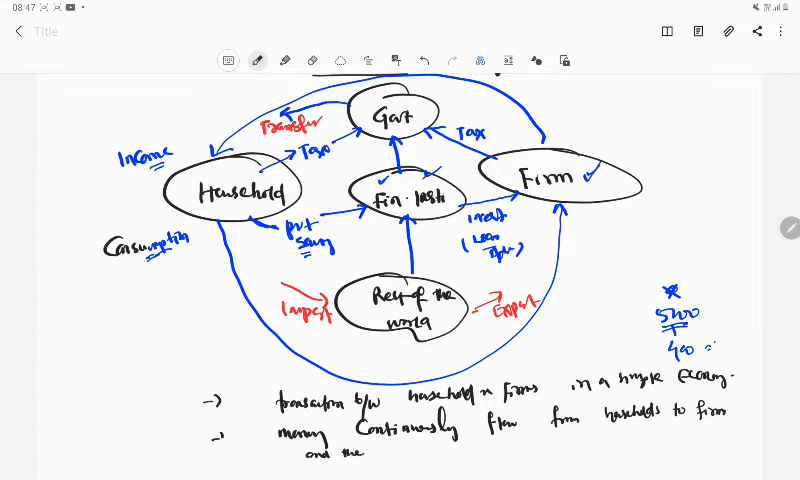 08:47
Title
Govt
Transfer
Tax
Tax
Income
Household
Fin. Insti
Firm
Consumption
pvt
Saving
invest
(Loan
Rest of the
world
Import
Export
5400
400
-> transaction b/w household n firms in a simple Economy.
-> money Continuously flow from households to firm
and the